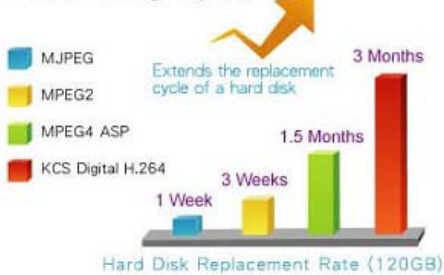 MJPEG
MPEG2
MPEG4 ASP
KCS Digital H.264
Extends the replacement
cycle of a hard disk
3 Months
1.5 Months
3 Weeks
1 Week
Hard Disk Replacement Rate (120GB)